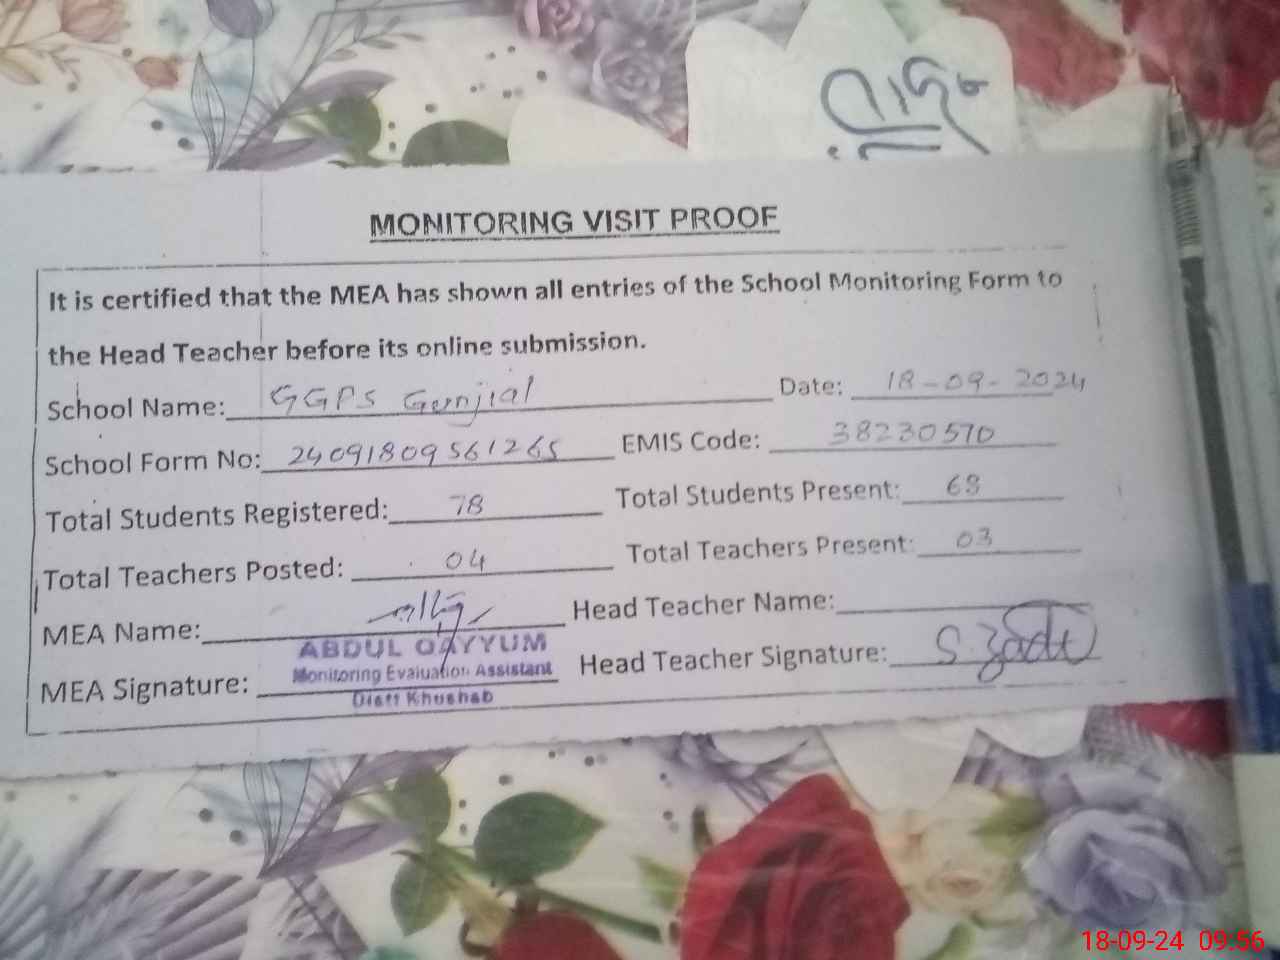 MONITORING VISIT PROOF
It is certified that the MEA has shown all entries of the School Monitoring Form to
the Head Teacher before its online submission.
School Name: GGPS Gunjial Date: 18-09-2024
School Form No: 24091809561265 EMIS Code: 38230570
Total Students Registered: 78 Total Students Present: 68
Total Teachers Posted: 04 Total Teachers Present: 03
MEA Name: Head Teacher Name:
ABDUL QAYYUM
Monitoring Evaluation Assistant
MEA Signature: Head Teacher Signature:
Distt Khushab
18-09-24 09:56